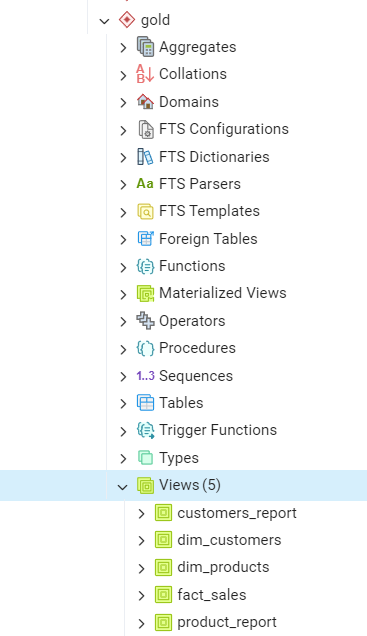 gold
Aggregates
Collations
Domains
FTS Configurations
FTS Dictionaries
Aa FTS Parsers
FTS Templates
Foreign Tables
Functions
Materialized Views
Operators
Procedures
1..3 Sequences
Tables
Trigger Functions
Types
Views (5)
customers_report
dim_customers
dim_products
fact_sales
product_report